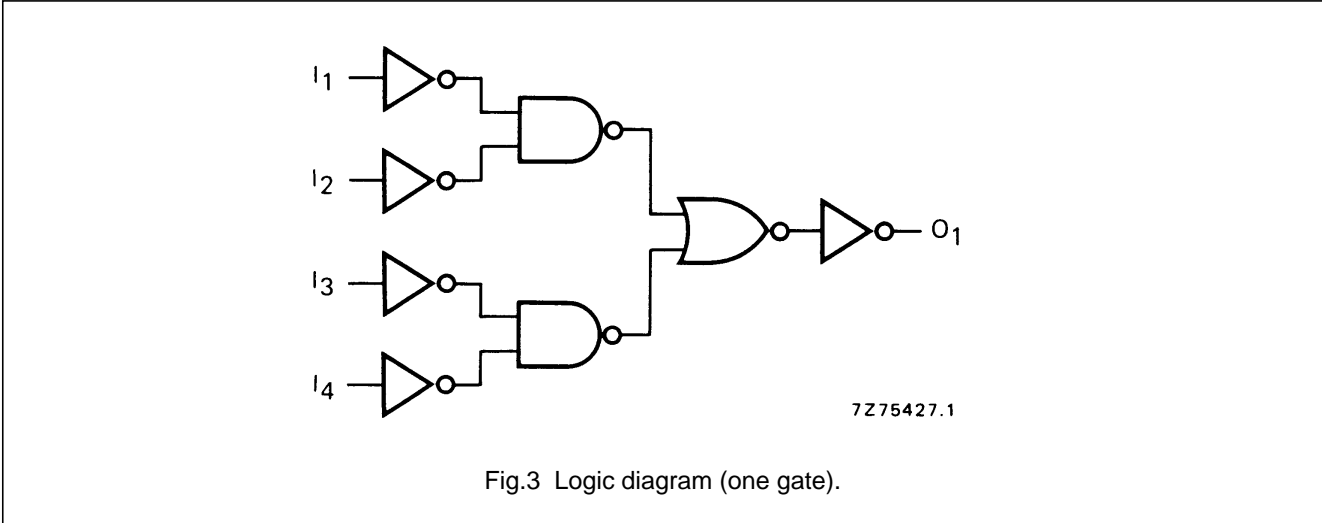 I1
I2
O1
I3
I4
7Z75427.1
Fig.3 Logic diagram (one gate).